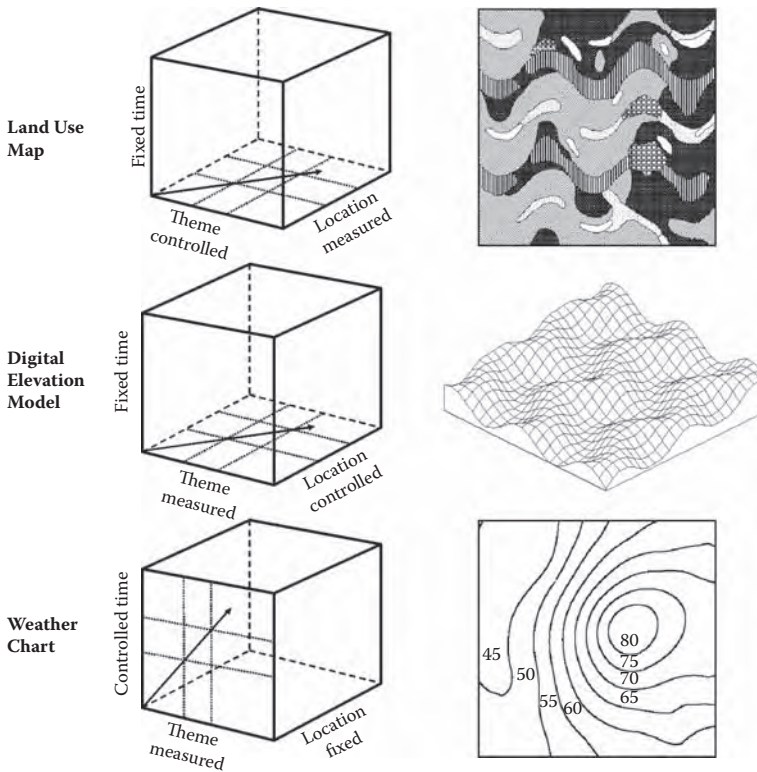 Land Use
Map
Fixed time
Theme
controlled
Location
measured
Digital
Elevation
Model
Fixed time
Theme
measured
Location
controlled
Weather
Chart
Controlled time
Theme
measured
Location
fixed
45
50
55
60
80
75
70
65